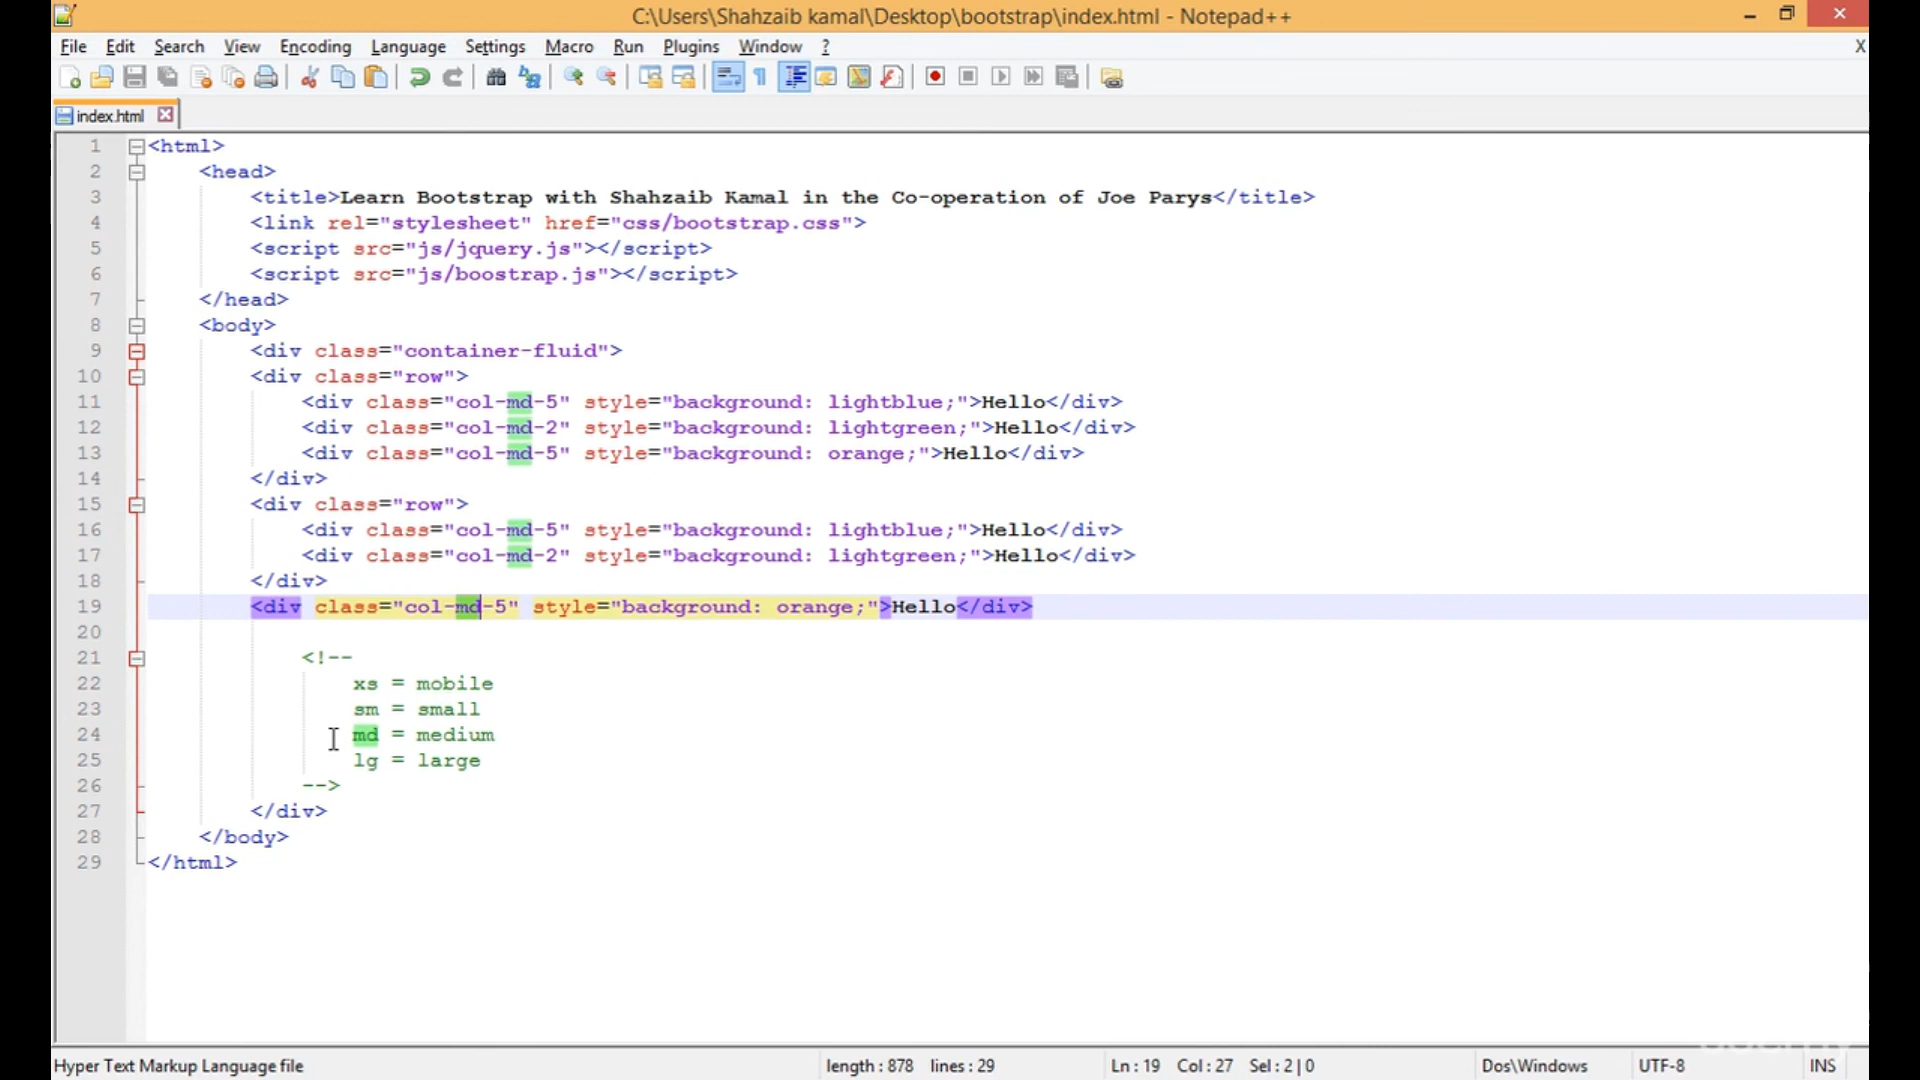 C:\Users\Shahzaib kamal\Desktop\bootstrap\index.html - Notepad++
File Edit Search View Encoding Language Settings Macro Run Plugins Window ? X
index.html
1 <html>
2 <head>
3 <title>Learn Bootstrap with Shahzaib Kamal in the Co-operation of Joe Parys</title>
4 <link rel="stylesheet" href="css/bootstrap.css">
5 <script src="js/jquery.js"></script>
6 <script src="js/boostrap.js"></script>
7 </head>
8 <body>
9 <div class="container-fluid">
10 <div class="row">
11 <div class="col-md-5" style="background: lightblue;">Hello</div>
12 <div class="col-md-2" style="background: lightgreen;">Hello</div>
13 <div class="col-md-5" style="background: orange;">Hello</div>
14 </div>
15 <div class="row">
16 <div class="col-md-5" style="background: lightblue;">Hello</div>
17 <div class="col-md-2" style="background: lightgreen;">Hello</div>
18 </div>
19 <div class="col-md-5" style="background: orange;">Hello</div>
20
21 <!--
22 xs = mobile
23 sm = small
24 md = medium
25 lg = large
26 -->
27 </div>
28 </body>
29 </html>
Hyper Text Markup Language file length : 878 lines : 29 Ln : 19 Col : 27 Sel : 2 | 0 Dos\Windows UTF-8 INS